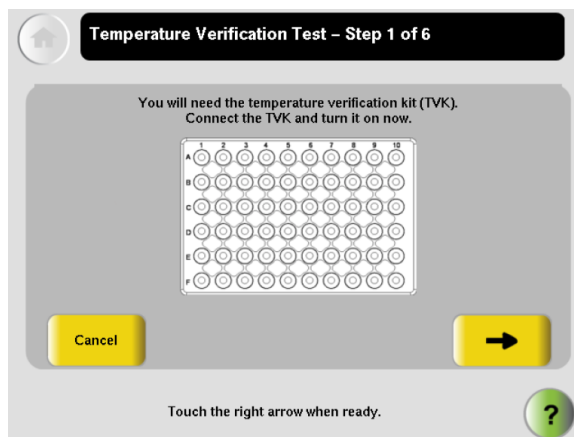 Temperature Verification Test – Step 1 of 6
You will need the temperature verification kit (TVK).
Connect the TVK and turn it on now.
1 2 3 4 5 6 7 8 9 10
A
B
C
D
E
F
Cancel
Touch the right arrow when ready.
?